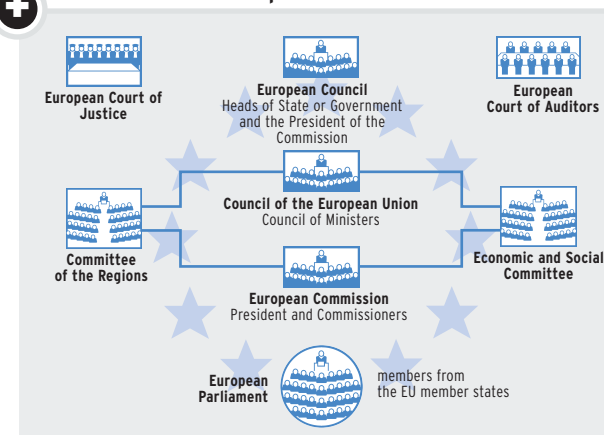 European Court of
Justice
European Council
Heads of State or Government
and the President of the
Commission
European
Court of Auditors
Council of the European Union
Council of Ministers
Committee
of the Regions
Economic and Social
Committee
European Commission
President and Commissioners
European
Parliament
members from
the EU member states